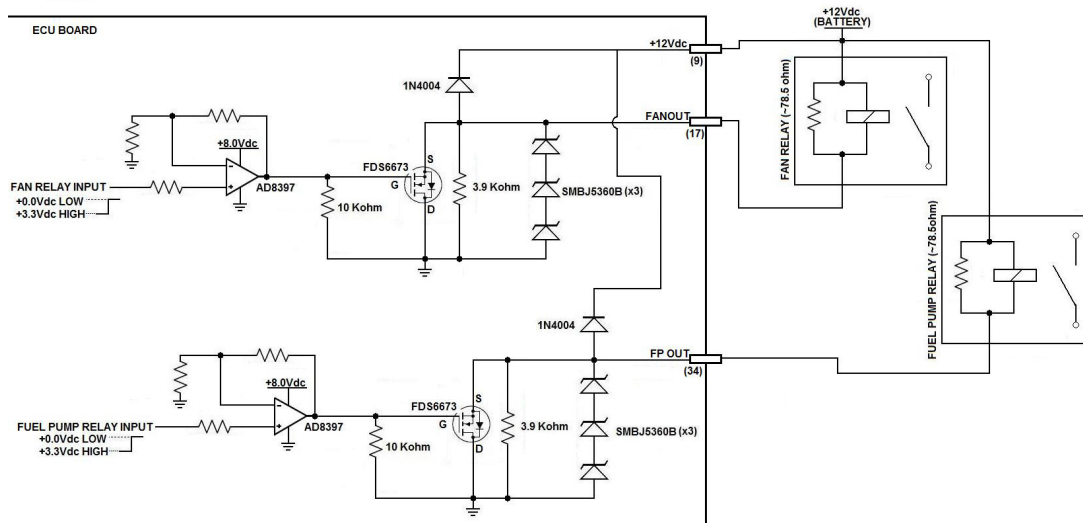 ECU BOARD
+12Vdc
(BATTERY)
+12Vdc
(9)
1N4004
FANOUT
(17)
+8.0Vdc
FDS6673
S
G
D
AD8397
FAN RELAY INPUT
+0.0Vdc LOW
+3.3Vdc HIGH
10 Kohm
3.9 Kohm
SMBJ5360B (x3)
FAN RELAY (~78.5 ohm)
FUEL PUMP RELAY (~78.5ohm)
1N4004
FP OUT
(34)
+8.0Vdc
FDS6673
S
G
D
AD8397
FUEL PUMP RELAY INPUT
+0.0Vdc LOW
+3.3Vdc HIGH
10 Kohm
3.9 Kohm
SMBJ5360B (x3)